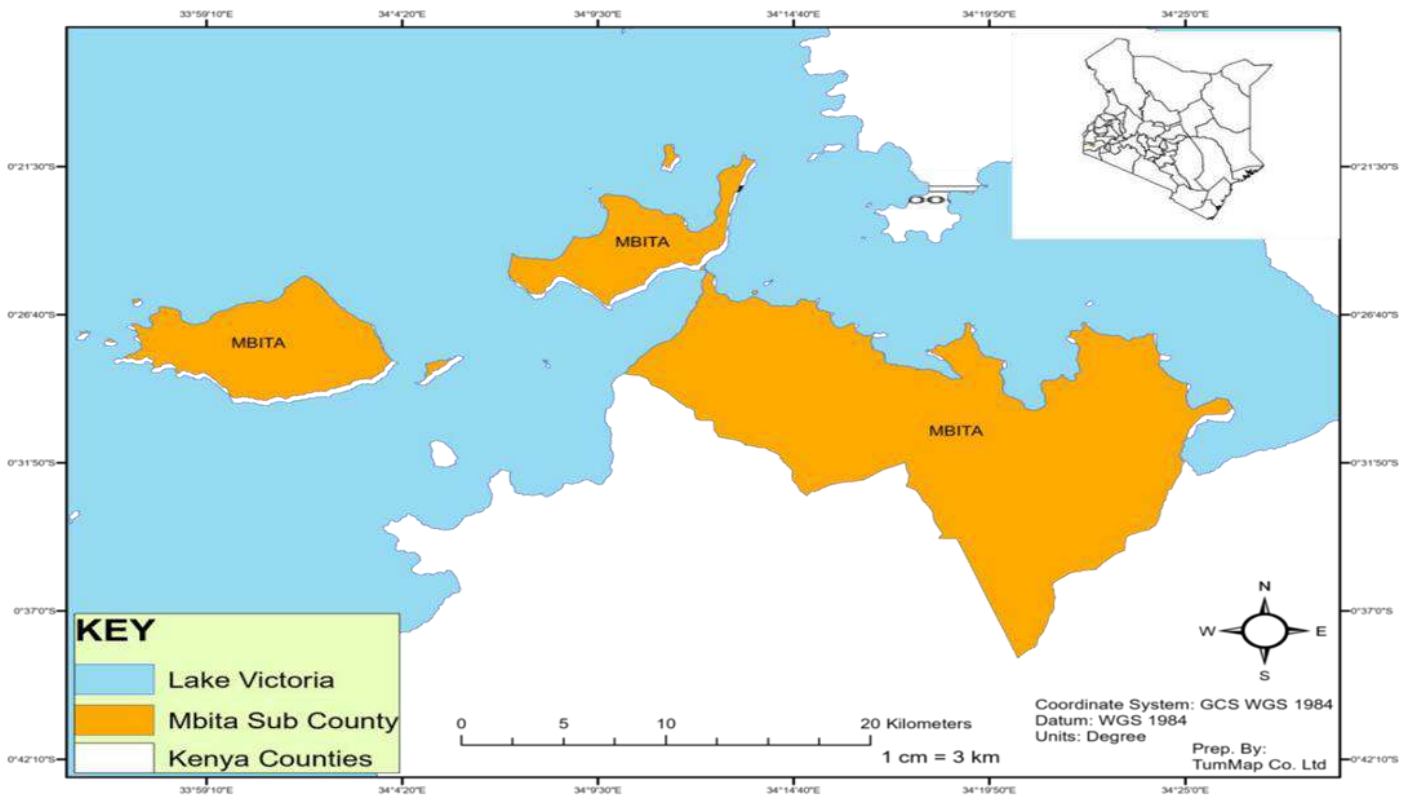 33°59'10"E 34°4'20"E 34°9'30"E 34°14'40"E 34°19'50"E 34°25'0"E
0°21'30"S 0°21'30"S
MBITA
0°26'40"S 0°26'40"S
MBITA
MBITA
0°31'50"S 0°31'50"S
N
0°37'0"S 0°37'0"S
W E
S
KEY
Lake Victoria
Mbita Sub County
Kenya Counties
0 5 10 20 Kilometers
1 cm = 3 km
Coordinate System: GCS WGS 1984
Datum: WGS 1984
Units: Degree
Prep. By:
TumMap Co. Ltd
0°42'10"S 0°42'10"S
33°59'10"E 34°4'20"E 34°9'30"E 34°14'40"E 34°19'50"E 34°25'0"E